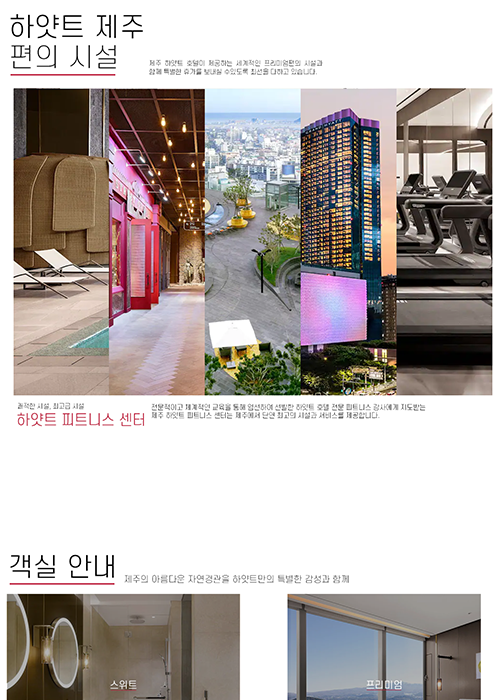 하얏트 제주
편의 시설
제주 하얏트 호텔이 제공하는 세계적인 프리미엄만의 시설과
함께 특별한 휴가를 보내실 수있도록 최선을 다하고 있습니다.
쾌적한 시설, 최고급 시설
하얏트 피트니스 센터
전문적이고 체계적인 교육을 통해 엄선하여 선발한 하얏트 호텔 전문 피트니스 강사에게 지도받는
제주 하얏트 피트니스 센터는 제주에서 단연 최고의 시설과 서비스를 제공합니다.
객실 안내
제주의 아름다운 자연경관을 하얏트만의 특별한 감성과 함께
스위트
프리미엄